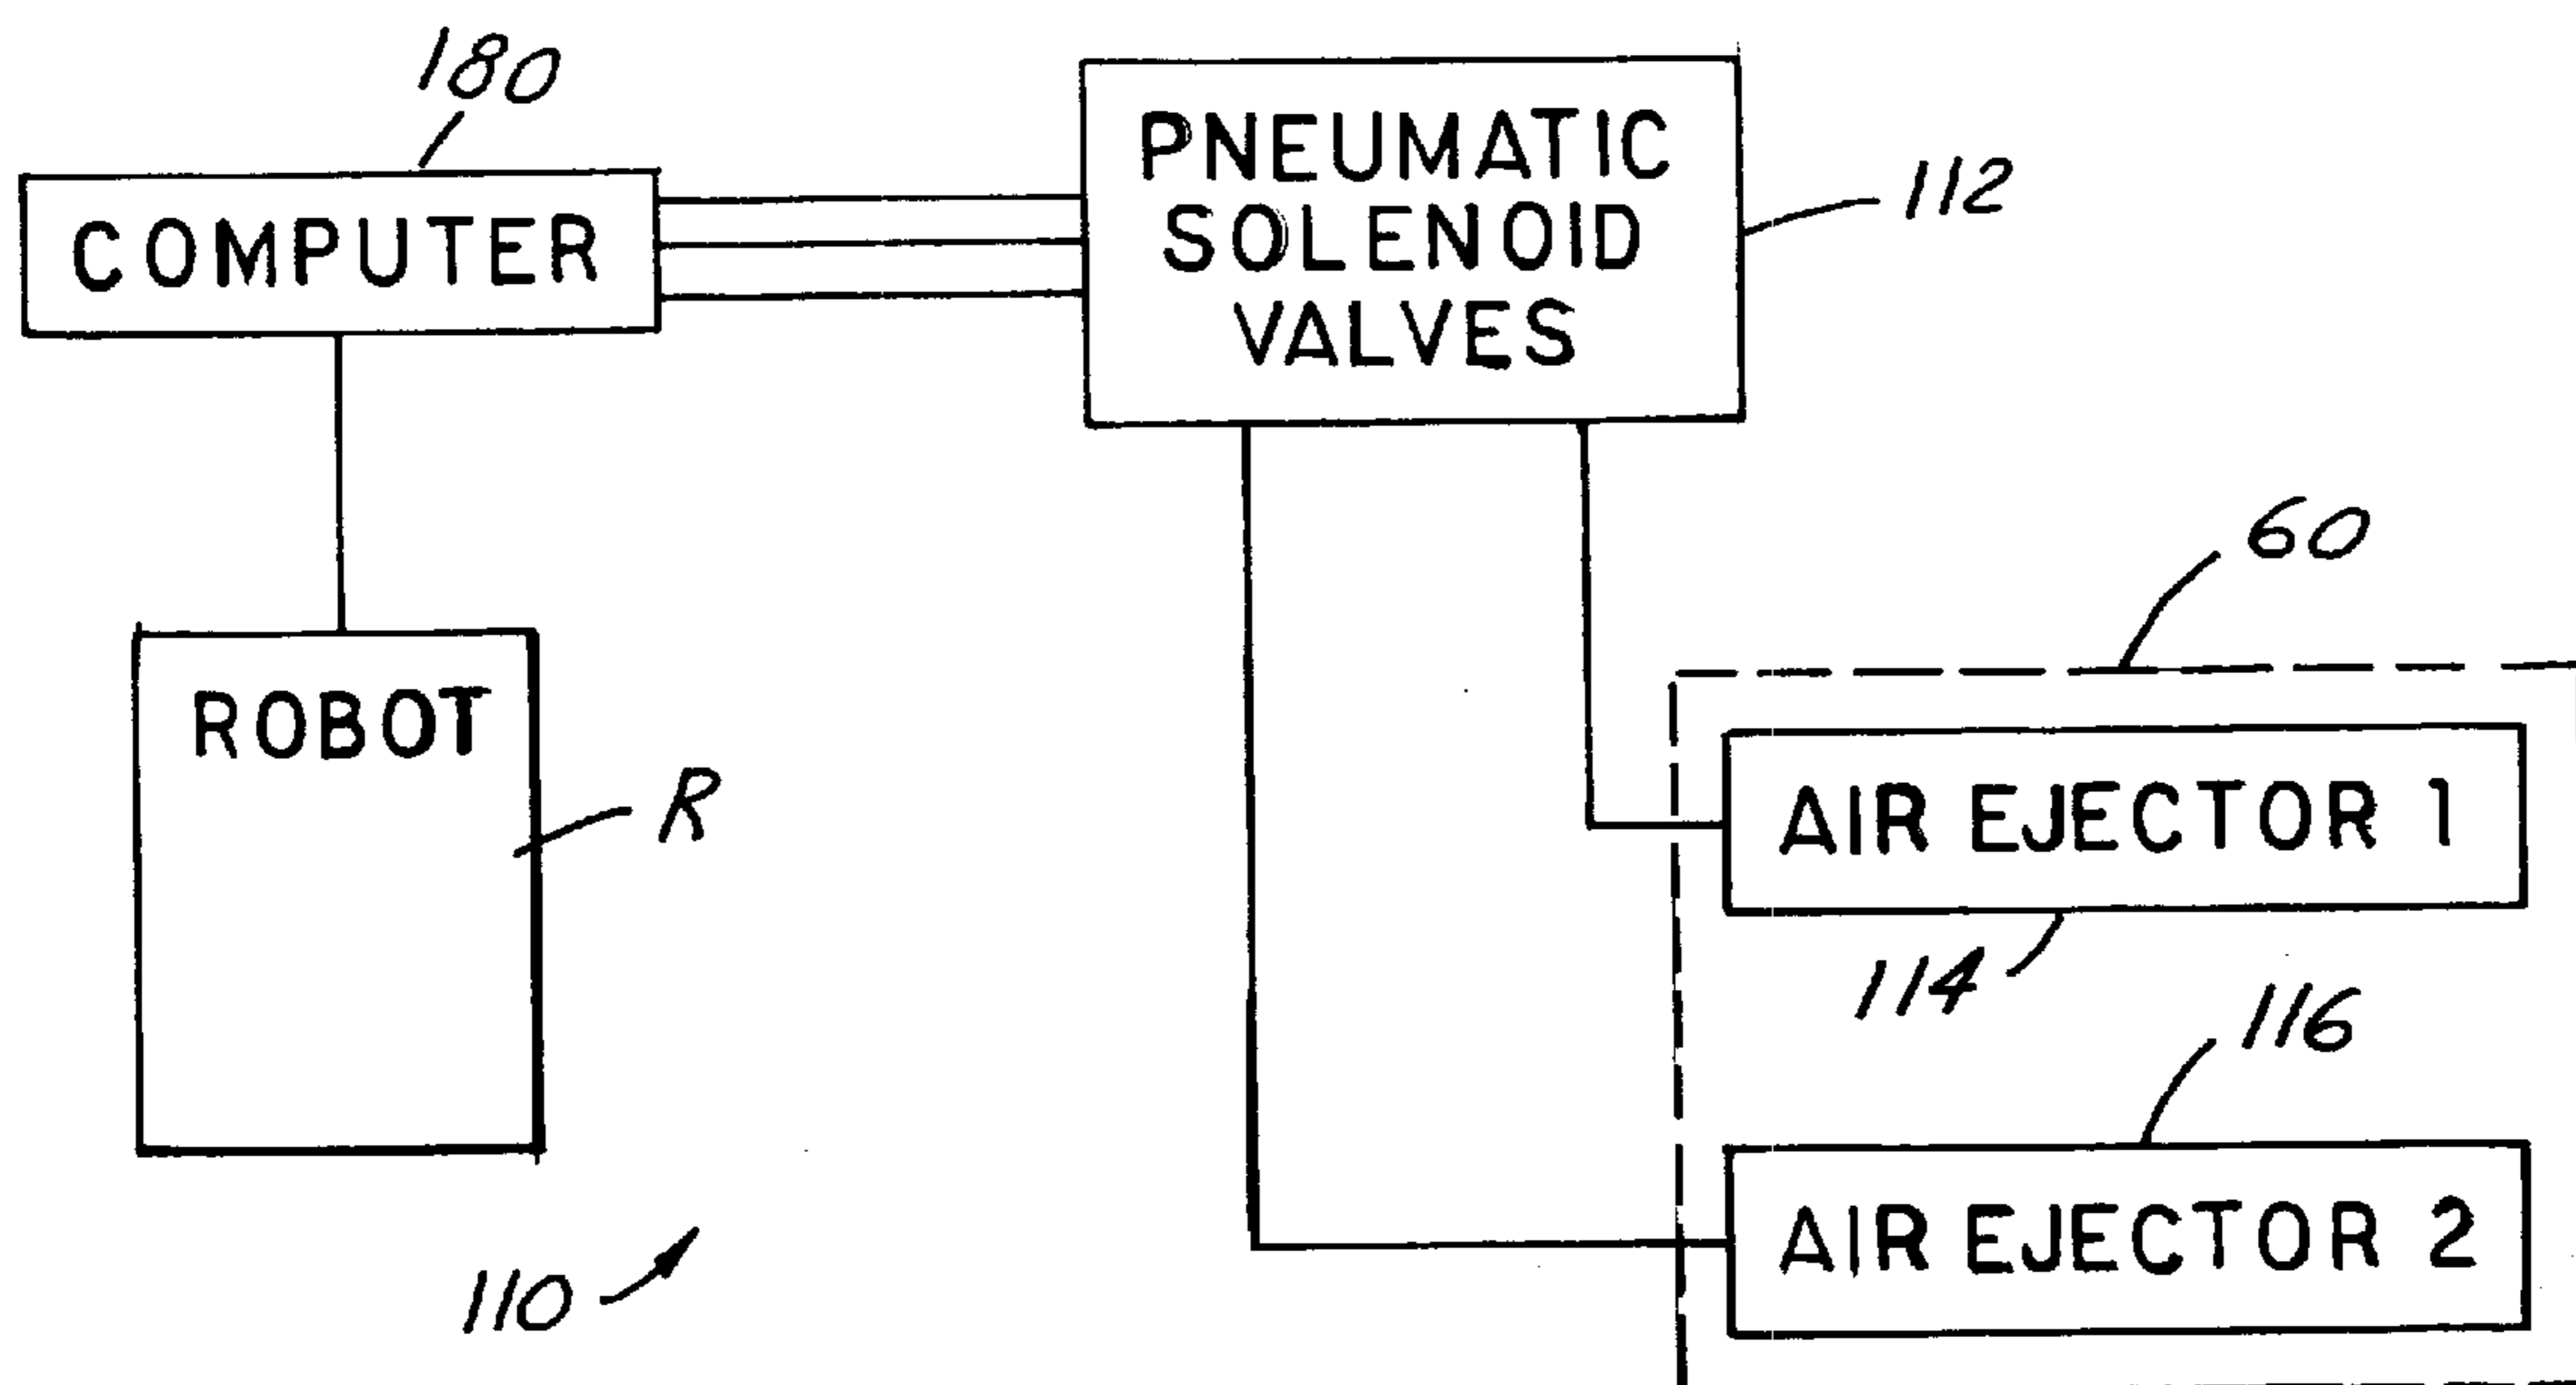 180
COMPUTER
PNEUMATIC
SOLENOID
VALVES
112
60
ROBOT
R
AIR EJECTOR 1
114
116
AIR EJECTOR 2
110